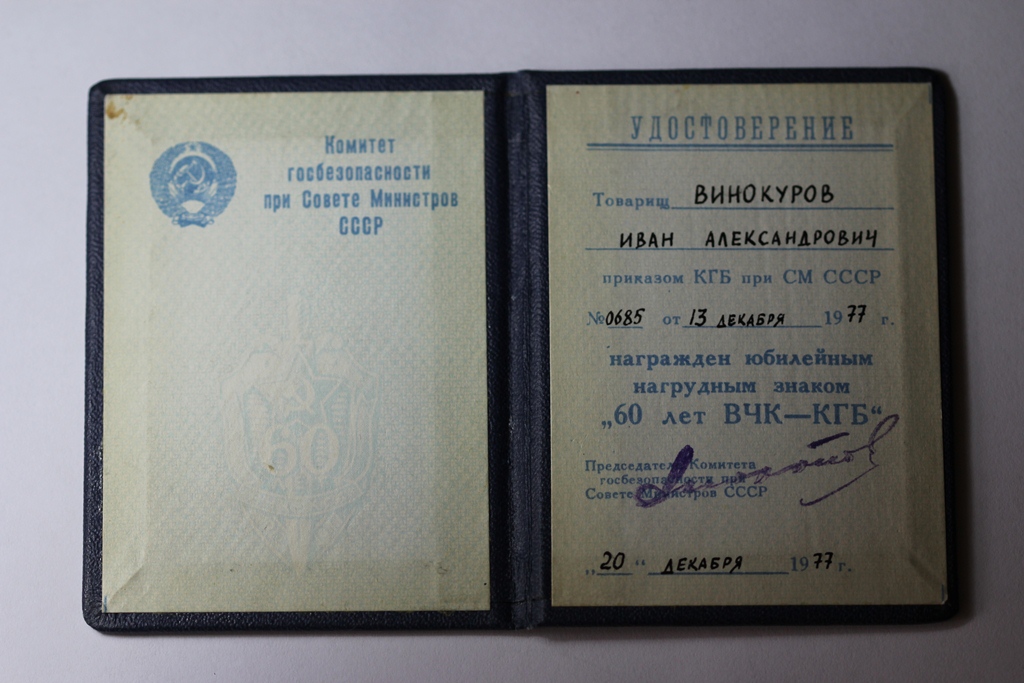 Комитет
госбезопасности
при Совете Министров
СССР
60
УДОСТОВЕРЕНИЕ
Товарищ ВИНОКУРОВ
ИВАН АЛЕКСАНДРОВИЧ
приказом КГБ при СМ СССР
№0685 от 13 ДЕКАБРЯ 1977 г.
награжден юбилейным
нагрудным знаком
„60 лет ВЧК—КГБ“
Председатель Комитета
госбезопасности при
Совете Министров СССР
„20“ ДЕКАБРЯ 1977 г.